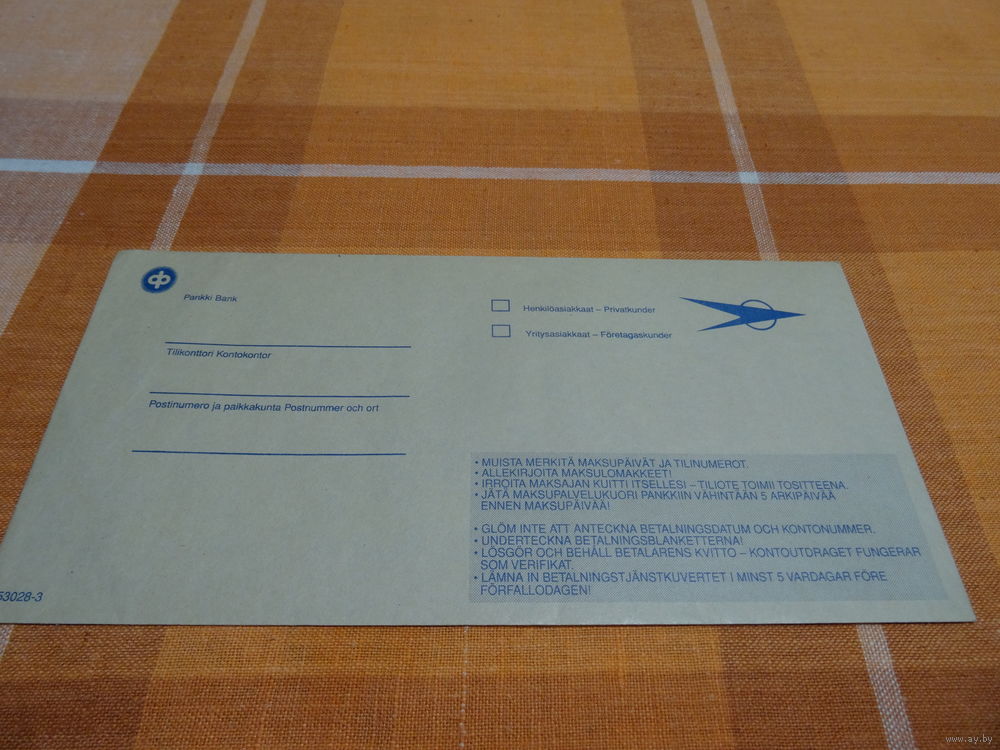 Pankki Bank
Tilikonttori Kontokontor
Postinumero ja paikkakunta Postnummer och ort
Henkilöasiakkaat – Privatkunder
Yritysasiakkaat – Företagaskunder
• MUISTA MERKITÄ MAKSUPÄIVÄT JA TILINUMEROT.
• ALLEKIRJOITA MAKSULOMAKKEET!
• IRROITA MAKSAJAN KUITTI ITSELLESI – TILIOTE TOIMII TOSITTEENA.
• JÄTÄ MAKSUPALVELUKUORI PANKKIIN VÄHINTÄÄN 5 ARKIPÄIVÄÄ
ENNEN MAKSUPÄIVÄÄ!
• GLÖM INTE ATT ANTECKNA BETALNINGSDATUM OCH KONTONUMMER.
• UNDERTECKNA BETALNINGSBLANKETTERNA!
• LÖSGÖR OCH BEHÅLL BETALARENS KVITTO – KONTOUTDRAGET FUNGERAR
SOM VERIFIKAT.
• LÄMNA IN BETALNINGSTJÄNSTKUVERTET I MINST 5 VARDAGAR FÖRE
FÖRFALLODAGEN!
53028-3
www.ay.by